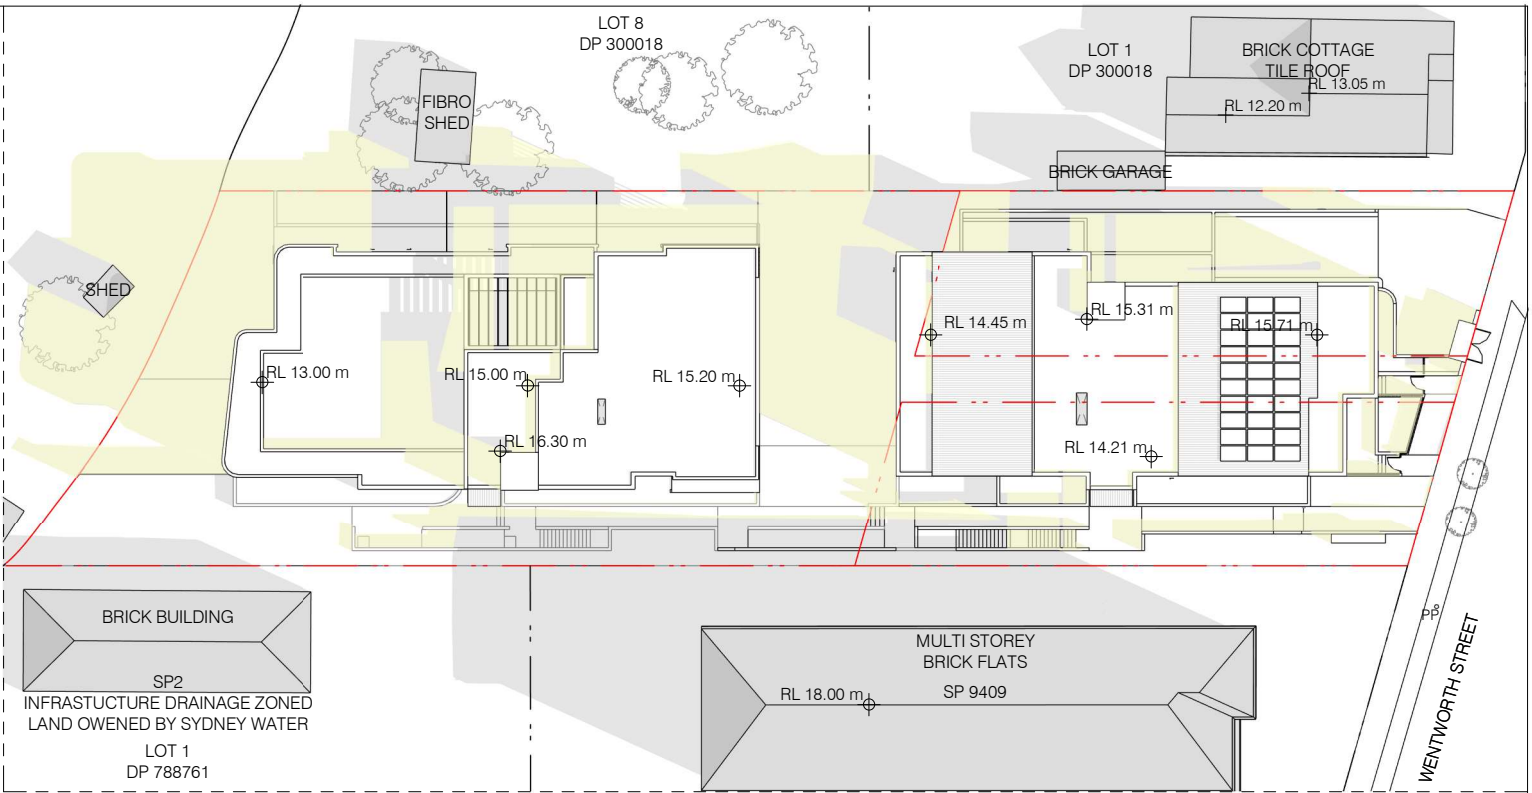 LOT 8
DP 300018
LOT 1
DP 300018
BRICK COTTAGE
TILE ROOF
RL 13.05 m
RL 12.20 m
FIBRO
SHED
BRICK GARAGE
SHED
RL 13.00 m
RL 15.00 m
RL 15.20 m
RL 16.30 m
RL 14.45 m
RL 15.31 m
RL 15.71 m
RL 14.21 m
BRICK BUILDING
SP2
INFRASTUCTURE DRAINAGE ZONED
LAND OWENED BY SYDNEY WATER
LOT 1
DP 788761
MULTI STOREY
BRICK FLATS
SP 9409
RL 18.00 m
PP
WENTWORTH STREET